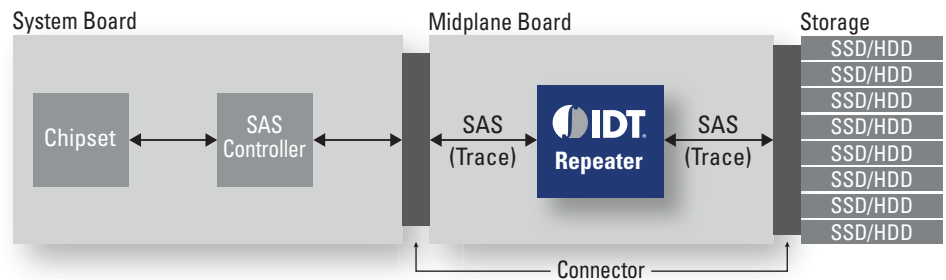 System Board
Midplane Board
Storage
Chipset
SAS
Controller
SAS
(Trace)
IDT
Repeater
SAS
(Trace)
SSD/HDD
SSD/HDD
SSD/HDD
SSD/HDD
SSD/HDD
SSD/HDD
SSD/HDD
SSD/HDD
Connector